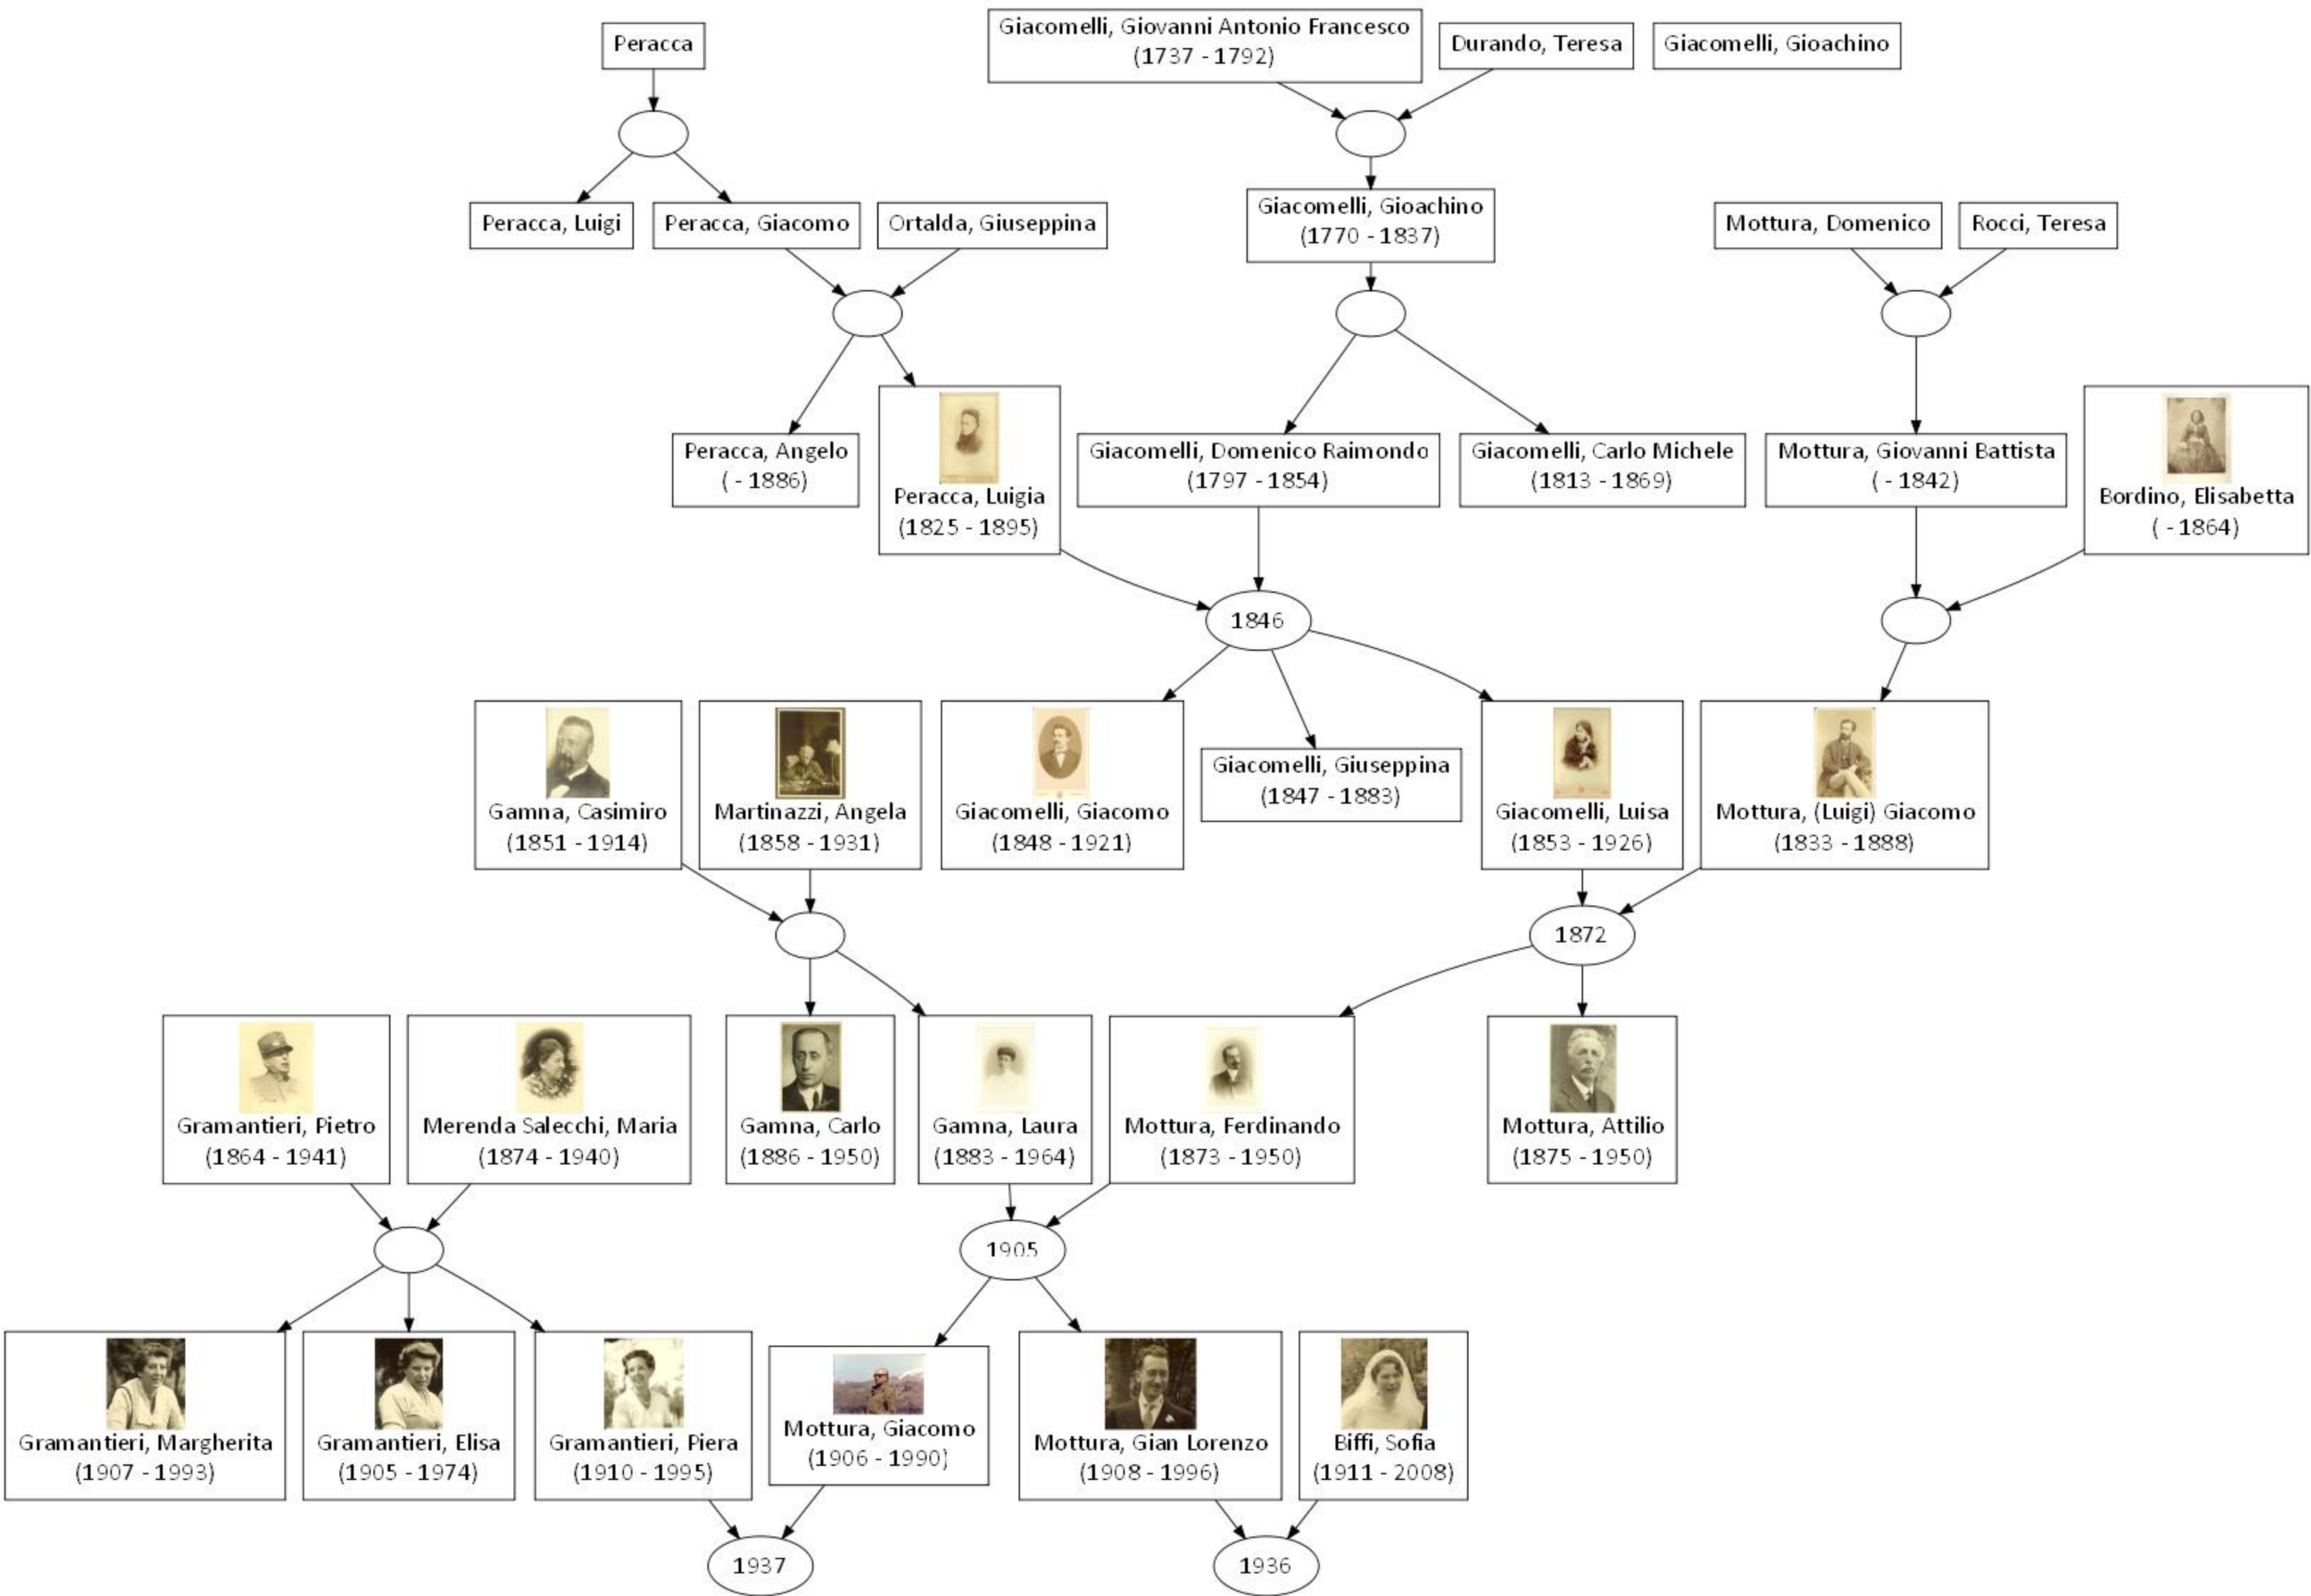 Peracca
Giacomelli, Giovanni Antonio Francesco
(1737 - 1792)
Durando, Teresa
Giacomelli, Gioachino
Peracca, Luigi
Peracca, Giacomo
Ortalda, Giuseppina
Giacomelli, Gioachino
(1770 - 1837)
Mottura, Domenico
Rocci, Teresa
Peracca, Angelo
( - 1886)
Peracca, Luigia
(1825 - 1895)
Giacomelli, Domenico Raimondo
(1797 - 1854)
Giacomelli, Carlo Michele
(1813 - 1869)
Mottura, Giovanni Battista
( - 1842)
Bordino, Elisabetta
( - 1864)
1846
Gamna, Casimiro
(1851 - 1914)
Martinazzi, Angela
(1858 - 1931)
Giacomelli, Giacomo
(1848 - 1921)
Giacomelli, Giuseppina
(1847 - 1883)
Giacomelli, Luisa
(1853 - 1926)
Mottura, (Luigi) Giacomo
(1833 - 1888)
1872
Gramantieri, Pietro
(1864 - 1941)
Merenda Salecchi, Maria
(1874 - 1940)
Gamna, Carlo
(1886 - 1950)
Gamna, Laura
(1883 - 1964)
Mottura, Ferdinando
(1873 - 1950)
Mottura, Attilio
(1875 - 1950)
1905
Gramantieri, Margherita
(1907 - 1993)
Gramantieri, Elisa
(1905 - 1974)
Gramantieri, Piera
(1910 - 1995)
Mottura, Giacomo
(1906 - 1990)
Mottura, Gian Lorenzo
(1908 - 1996)
Biffi, Sofia
(1911 - 2008)
1937
1936